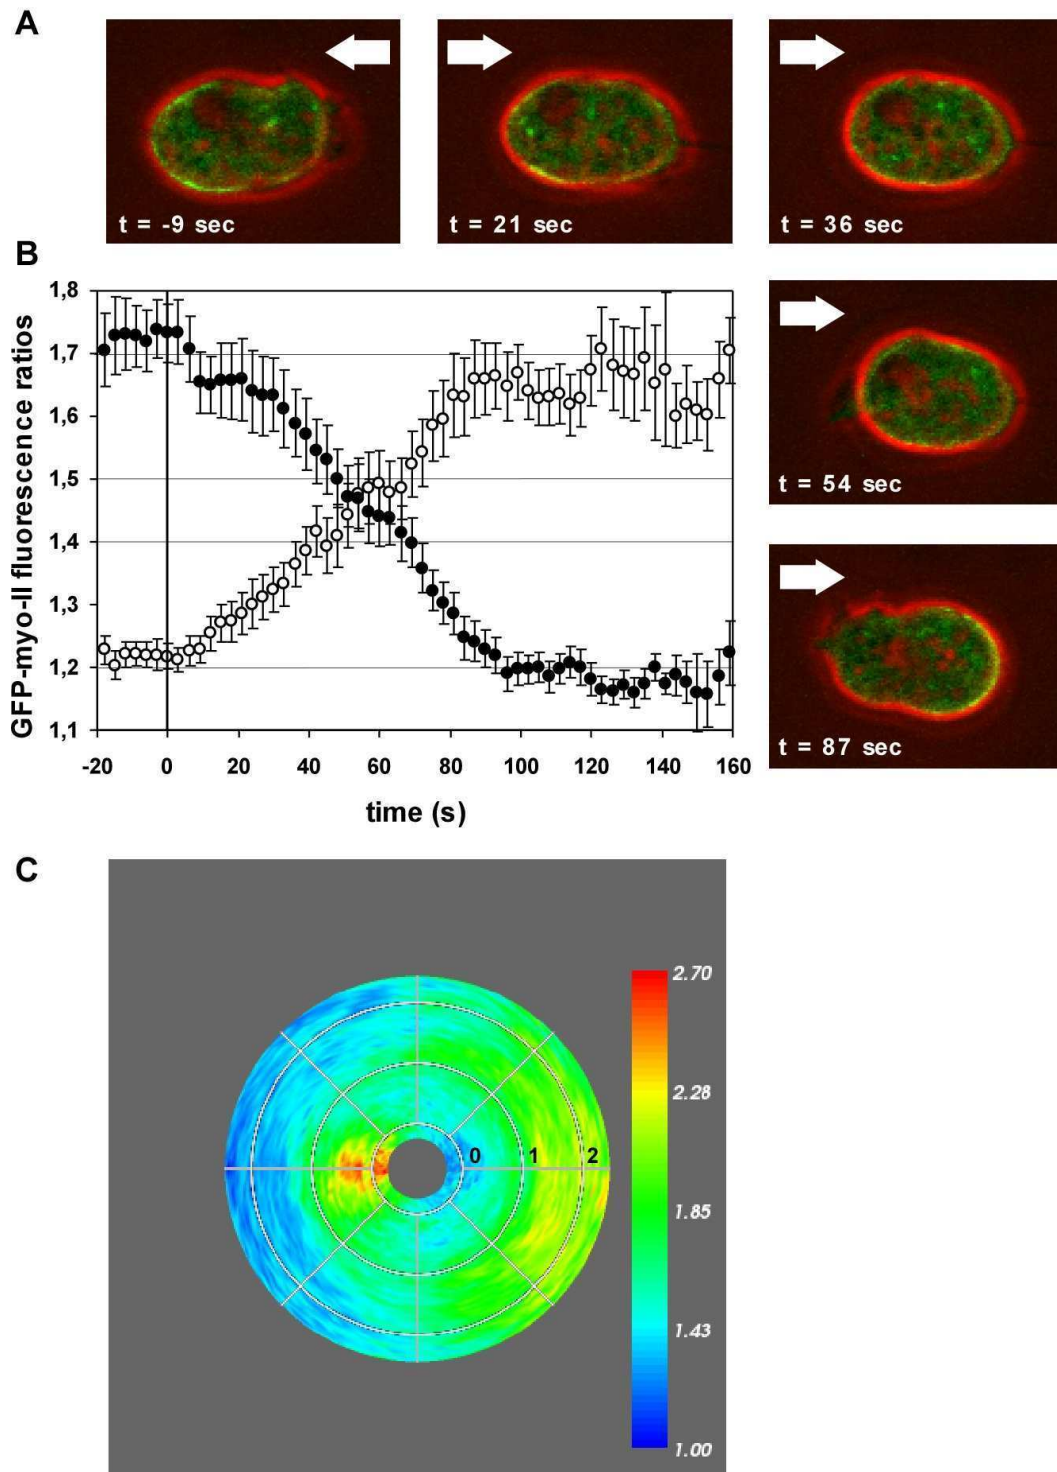 A
t = -9 sec
t = 21 sec
t = 36 sec
B
1,8
1,7
1,6
1,5
1,4
1,3
1,2
1,1
-20 0 20 40 60 80 100 120 140 160
GFP-myo-II fluorescence ratios
time (s)
t = 54 sec
t = 87 sec
C
0 1 2
2.70
2.28
1.85
1.43
1.00